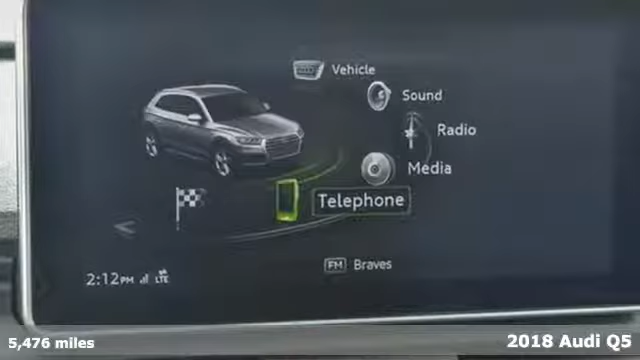 Vehicle
Sound
Radio
Media
Telephone
FM Braves
2:12PM LTE
5,476 miles
2018 Audi Q5